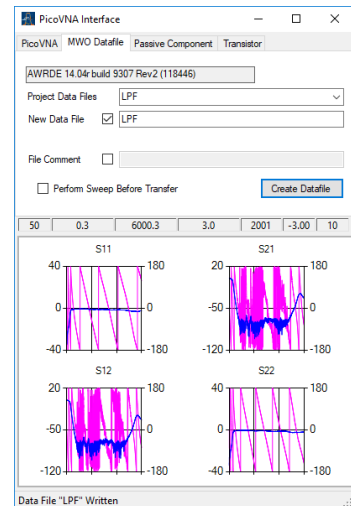 PicoVNA Interface
PicoVNA MWO Datafile Passive Component Transistor
AWRDE 14.04r build 9307 Rev2 (118446)
Project Data Files LPF
New Data File LPF
File Comment
Perform Sweep Before Transfer Create Datafile
50 0.3 6000.3 3.0 2001 -3.00 10
S11 S21
40 180 20 180
0 0 -50 0
-40 -180 -120 -180
S12 S22
20 180 40 180
-50 0 0 0
-120 -180 -40 -180
Data File "LPF" Written